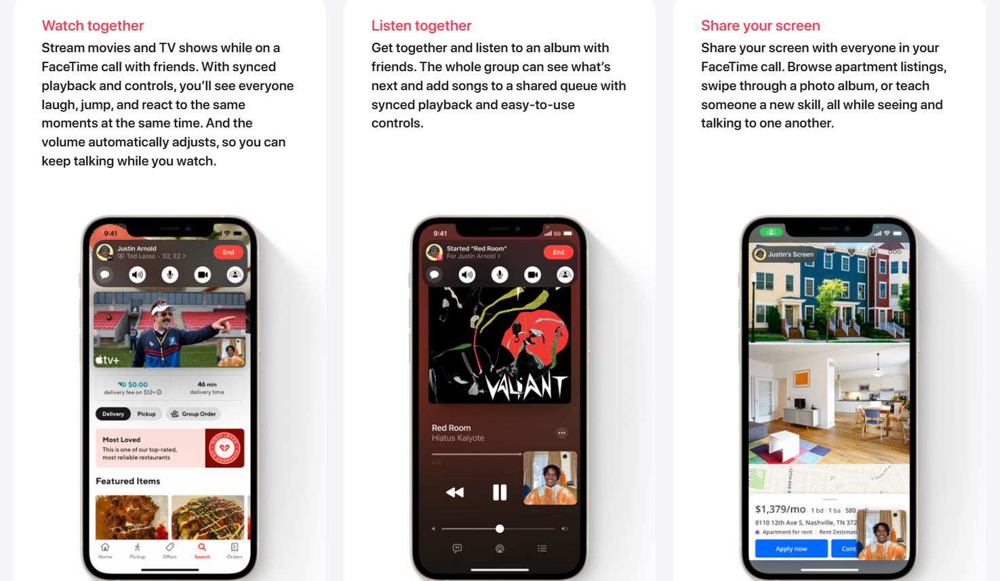 Watch together
Stream movies and TV shows while on a
FaceTime call with friends. With synced
playback and controls, you’ll see everyone
laugh, jump, and react to the same
moments at the same time. And the
volume automatically adjusts, so you can
keep talking while you watch.
9:41
Justin Arnold
Ted Lasso · S2, E2 >
End
tv+
$0.00
delivery fee on $12+
46 min
delivery time
Delivery
Pickup
Group Order
Most Loved
This is one of our top-rated,
most reliable restaurants
MOST LOVED
ON DOORDASH
Featured Items
Home
Pickup
Offers
Search
Orders
Listen together
Get together and listen to an album with
friends. The whole group can see what’s
next and add songs to a shared queue with
synced playback and easy-to-use
controls.
9:41
5G
Started “Red Room”
For Justin Arnold >
End
VALIANT
Red Room
Hiatus Kaiyote
2:31
Share your screen
Share your screen with everyone in your
FaceTime call. Browse apartment listings,
swipe through a photo album, or teach
someone a new skill, all while seeing and
talking to one another.
Justin’s Screen
12TH AVE S
$1,379/mo 1 bd | 1 ba | 580 sqft
8110 12th Ave S, Nashville, TN 372
Apartment for rent | Rent Zestimate
Apply now
Cont